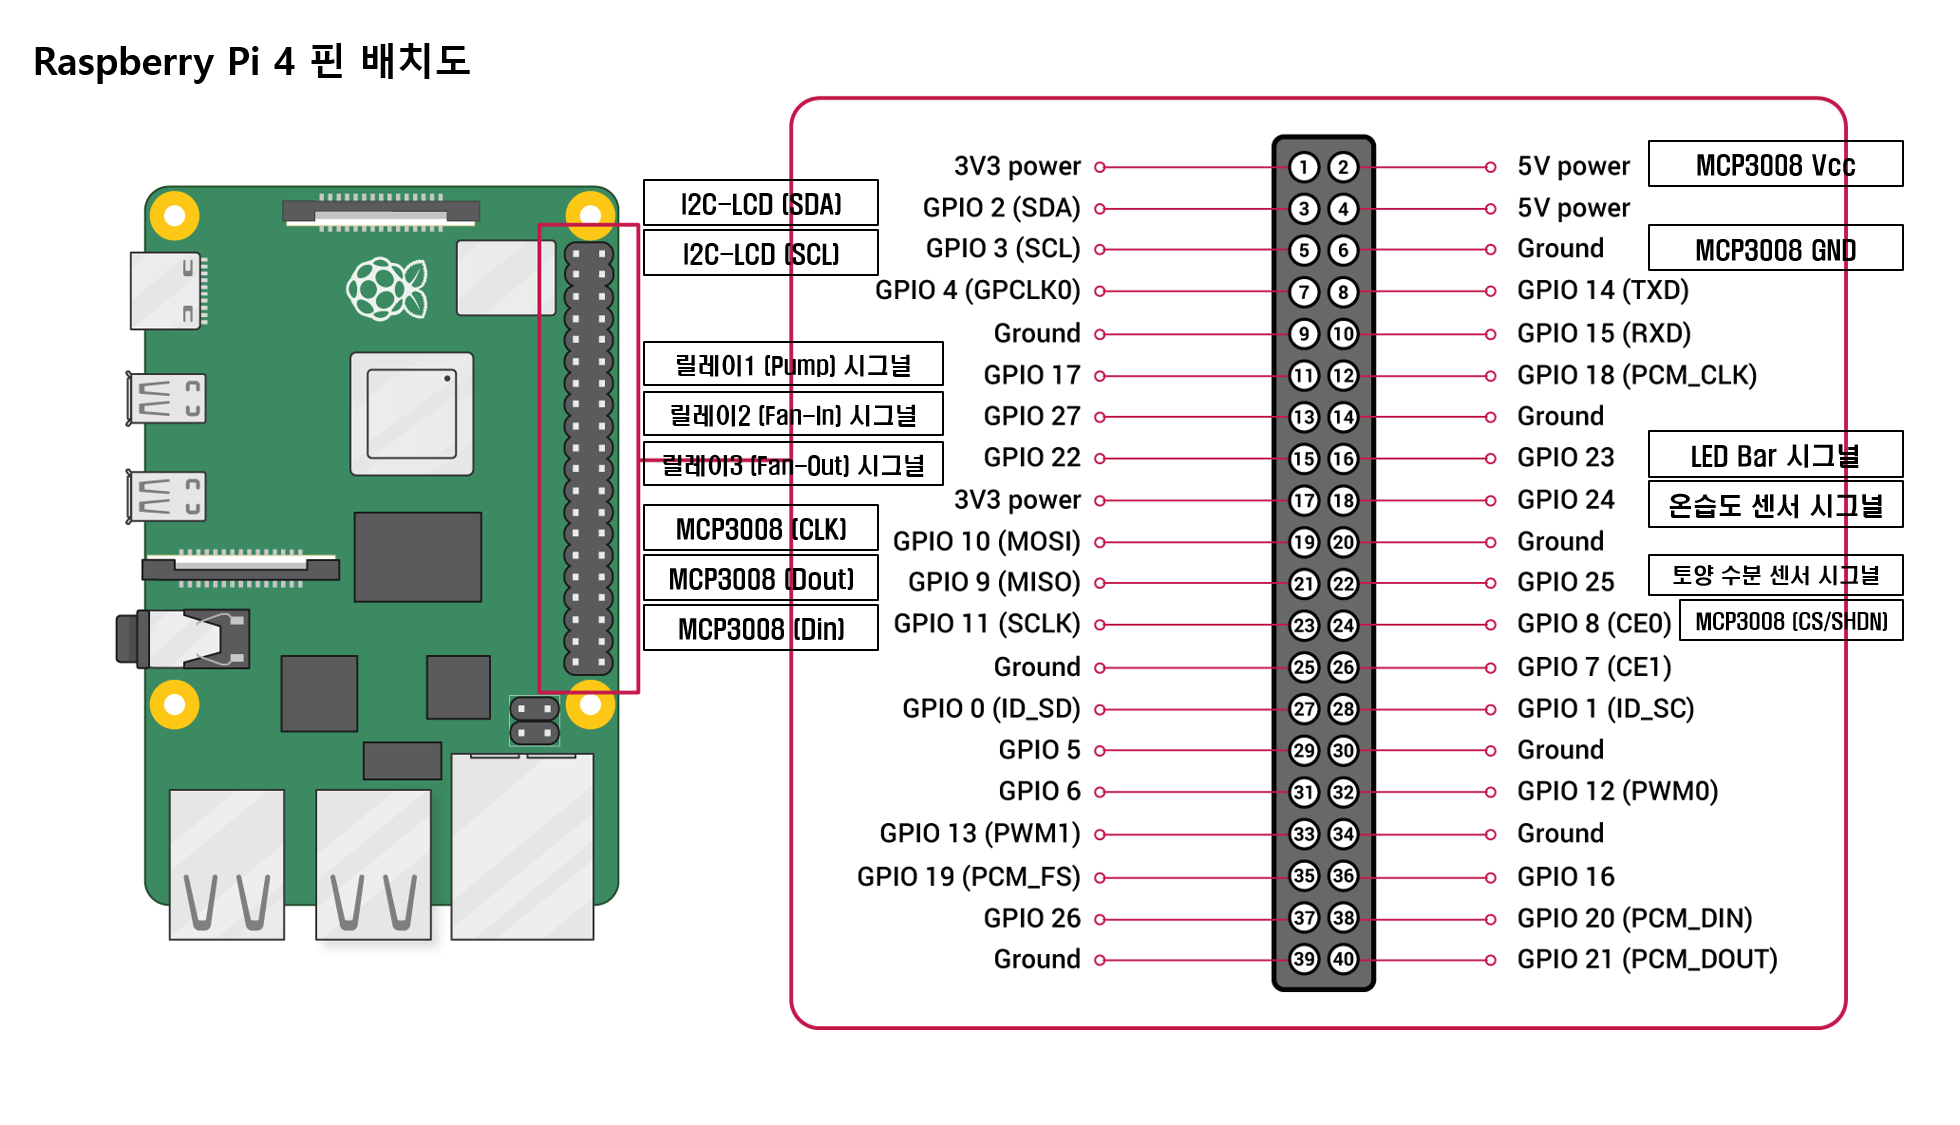 Raspberry Pi 4 핀 배치도
I2C-LCD (SDA)
I2C-LCD (SCL)
릴레이1 (Pump) 시그널
릴레이2 (Fan-In) 시그널
릴레이3 (Fan-Out) 시그널
MCP3008 (CLK)
MCP3008 (Dout)
MCP3008 (Din)
3V3 power 1 2 5V power MCP3008 Vcc
GPIO 2 (SDA) 3 4 5V power
GPIO 3 (SCL) 5 6 Ground MCP3008 GND
GPIO 4 (GPCLK0) 7 8 GPIO 14 (TXD)
Ground 9 10 GPIO 15 (RXD)
GPIO 17 11 12 GPIO 18 (PCM_CLK)
GPIO 27 13 14 Ground
GPIO 22 15 16 GPIO 23 LED Bar 시그널
3V3 power 17 18 GPIO 24 온습도 센서 시그널
GPIO 10 (MOSI) 19 20 Ground
GPIO 9 (MISO) 21 22 GPIO 25 토양 수분 센서 시그널
GPIO 11 (SCLK) 23 24 GPIO 8 (CE0) MCP3008 (CS/SHDN)
Ground 25 26 GPIO 7 (CE1)
GPIO 0 (ID_SD) 27 28 GPIO 1 (ID_SC)
GPIO 5 29 30 Ground
GPIO 6 31 32 GPIO 12 (PWM0)
GPIO 13 (PWM1) 33 34 Ground
GPIO 19 (PCM_FS) 35 36 GPIO 16
GPIO 26 37 38 GPIO 20 (PCM_DIN)
Ground 39 40 GPIO 21 (PCM_DOUT)